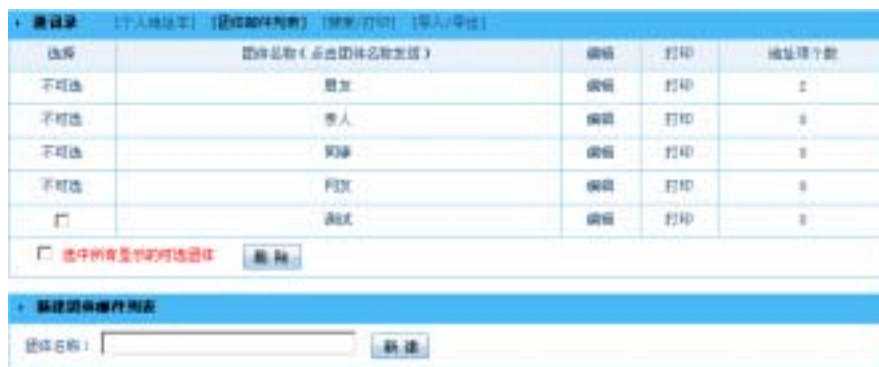 通讯录 [个人地址本] [团体邮件列表] [搜索/打印] [导入/导出]
选择 团体名称(点击团体名称发信) 编辑 打印 地址项个数
不可选 朋友 编辑 打印 2
不可选 亲人 编辑 打印 0
不可选 同事 编辑 打印 0
不可选 网友 编辑 打印 0
测试 编辑 打印 0
选中所有显示的可选团体 删 除
新建团体邮件列表
团体名称: 新 建